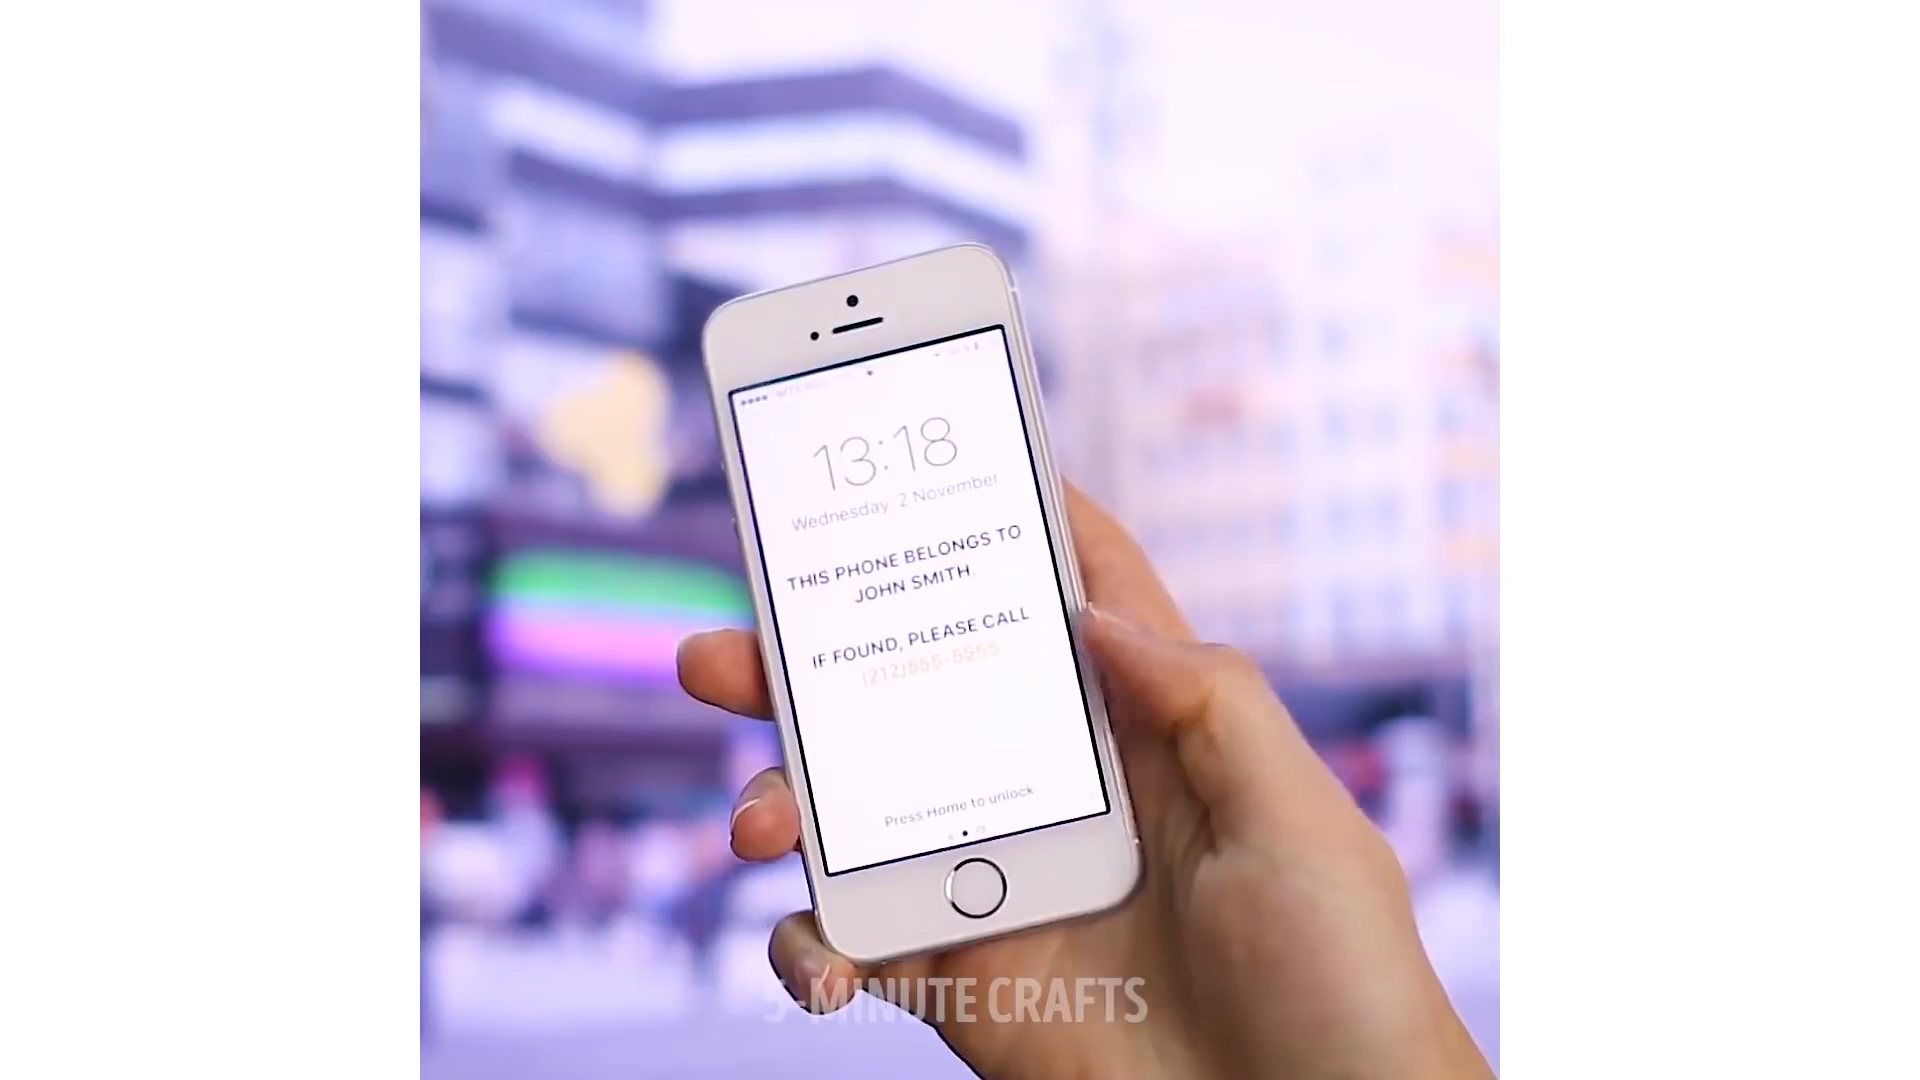 13:18
Wednesday 2 November
THIS PHONE BELONGS TO
JOHN SMITH.
IF FOUND, PLEASE CALL
(212)555-5555
Press Home to unlock
5-MINUTE CRAFTS